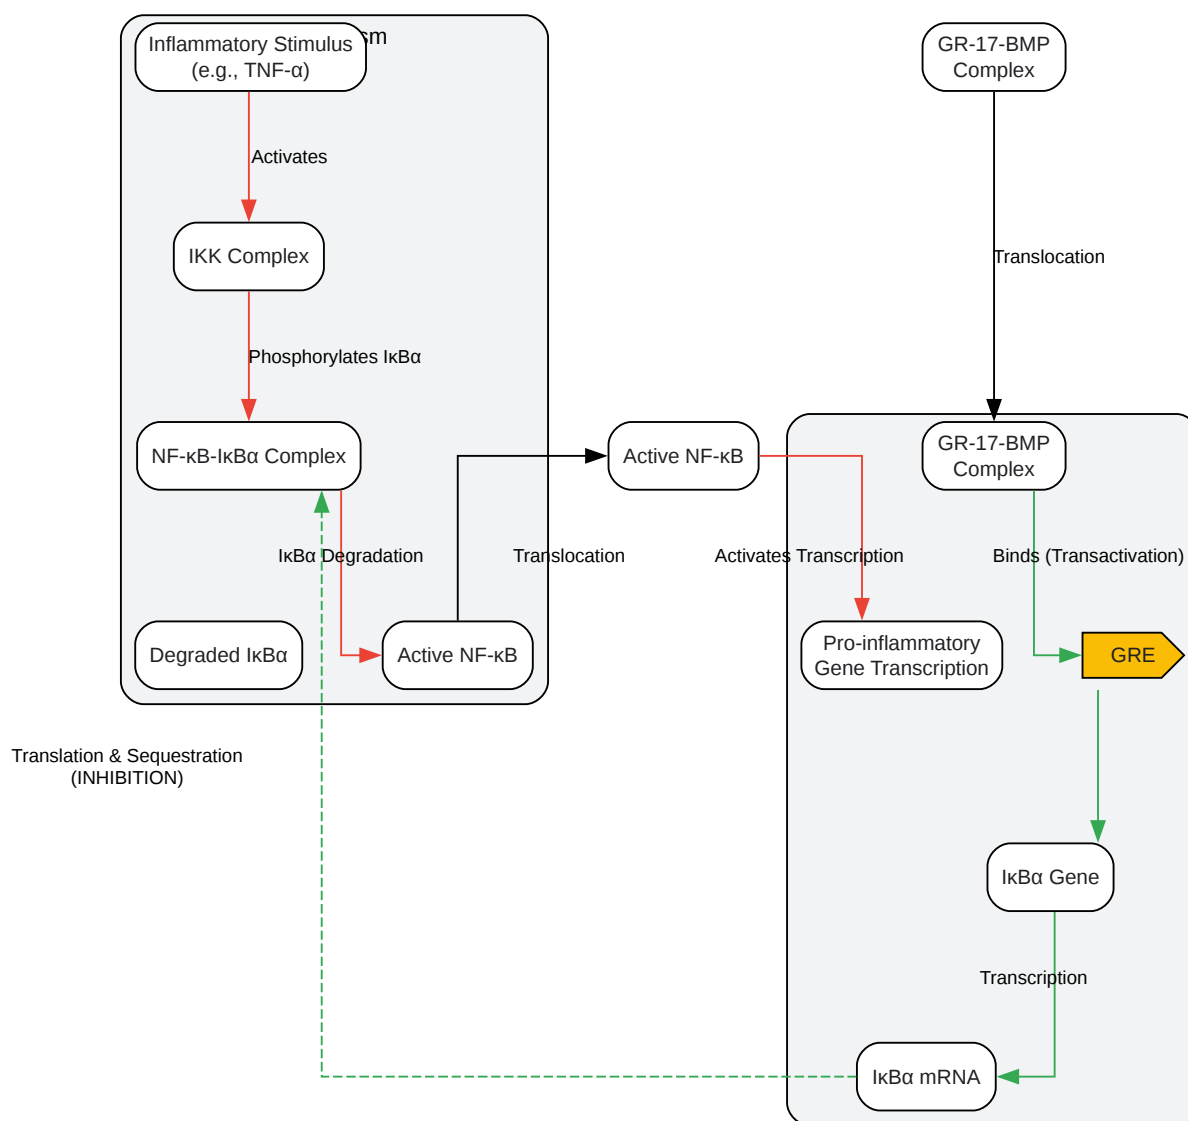 Inflammatory Stimulus
(e.g., TNF-α)
GR-17-BMP
Complex
Activates
IKK Complex
Translocation
Phosphorylates IκBα
NF-κB-IκBα Complex
Active NF-κB
GR-17-BMP
Complex
IκBα Degradation
Translocation
Activates Transcription
Binds (Transactivation)
Degraded IκBα
Active NF-κB
Pro-inflammatory
Gene Transcription
GRE
Translation & Sequestration
(INHIBITION)
IκBα Gene
Transcription
IκBα mRNA